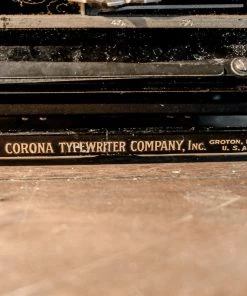 CORONA TYPEWRITER COMPANY, INC. GROTON,
U. S. A